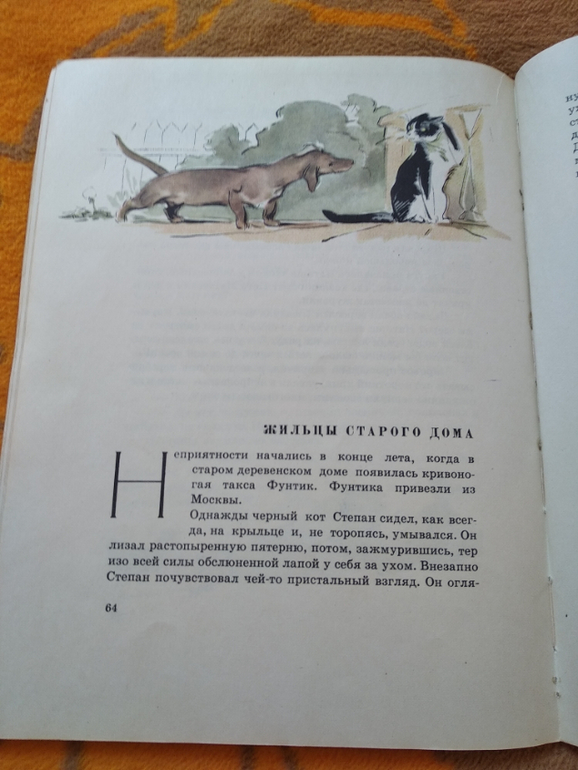 ЖИЛЬЦЫ СТАРОГО ДОМА
Неприятности начались в конце лета, когда в
старом деревенском доме появилась кривоно-
гая такса Фунтик. Фунтика привезли из
Москвы.
Однажды черный кот Степан сидел, как всег-
да, на крыльце и, не торопясь, умывался. Он
лизал растопыренную пятерню, потом, зажмурившись, тер
изо всей силы обслюненной лапой у себя за ухом. Внезапно
Степан почувствовал чей-то пристальный взгляд. Он огля-
64